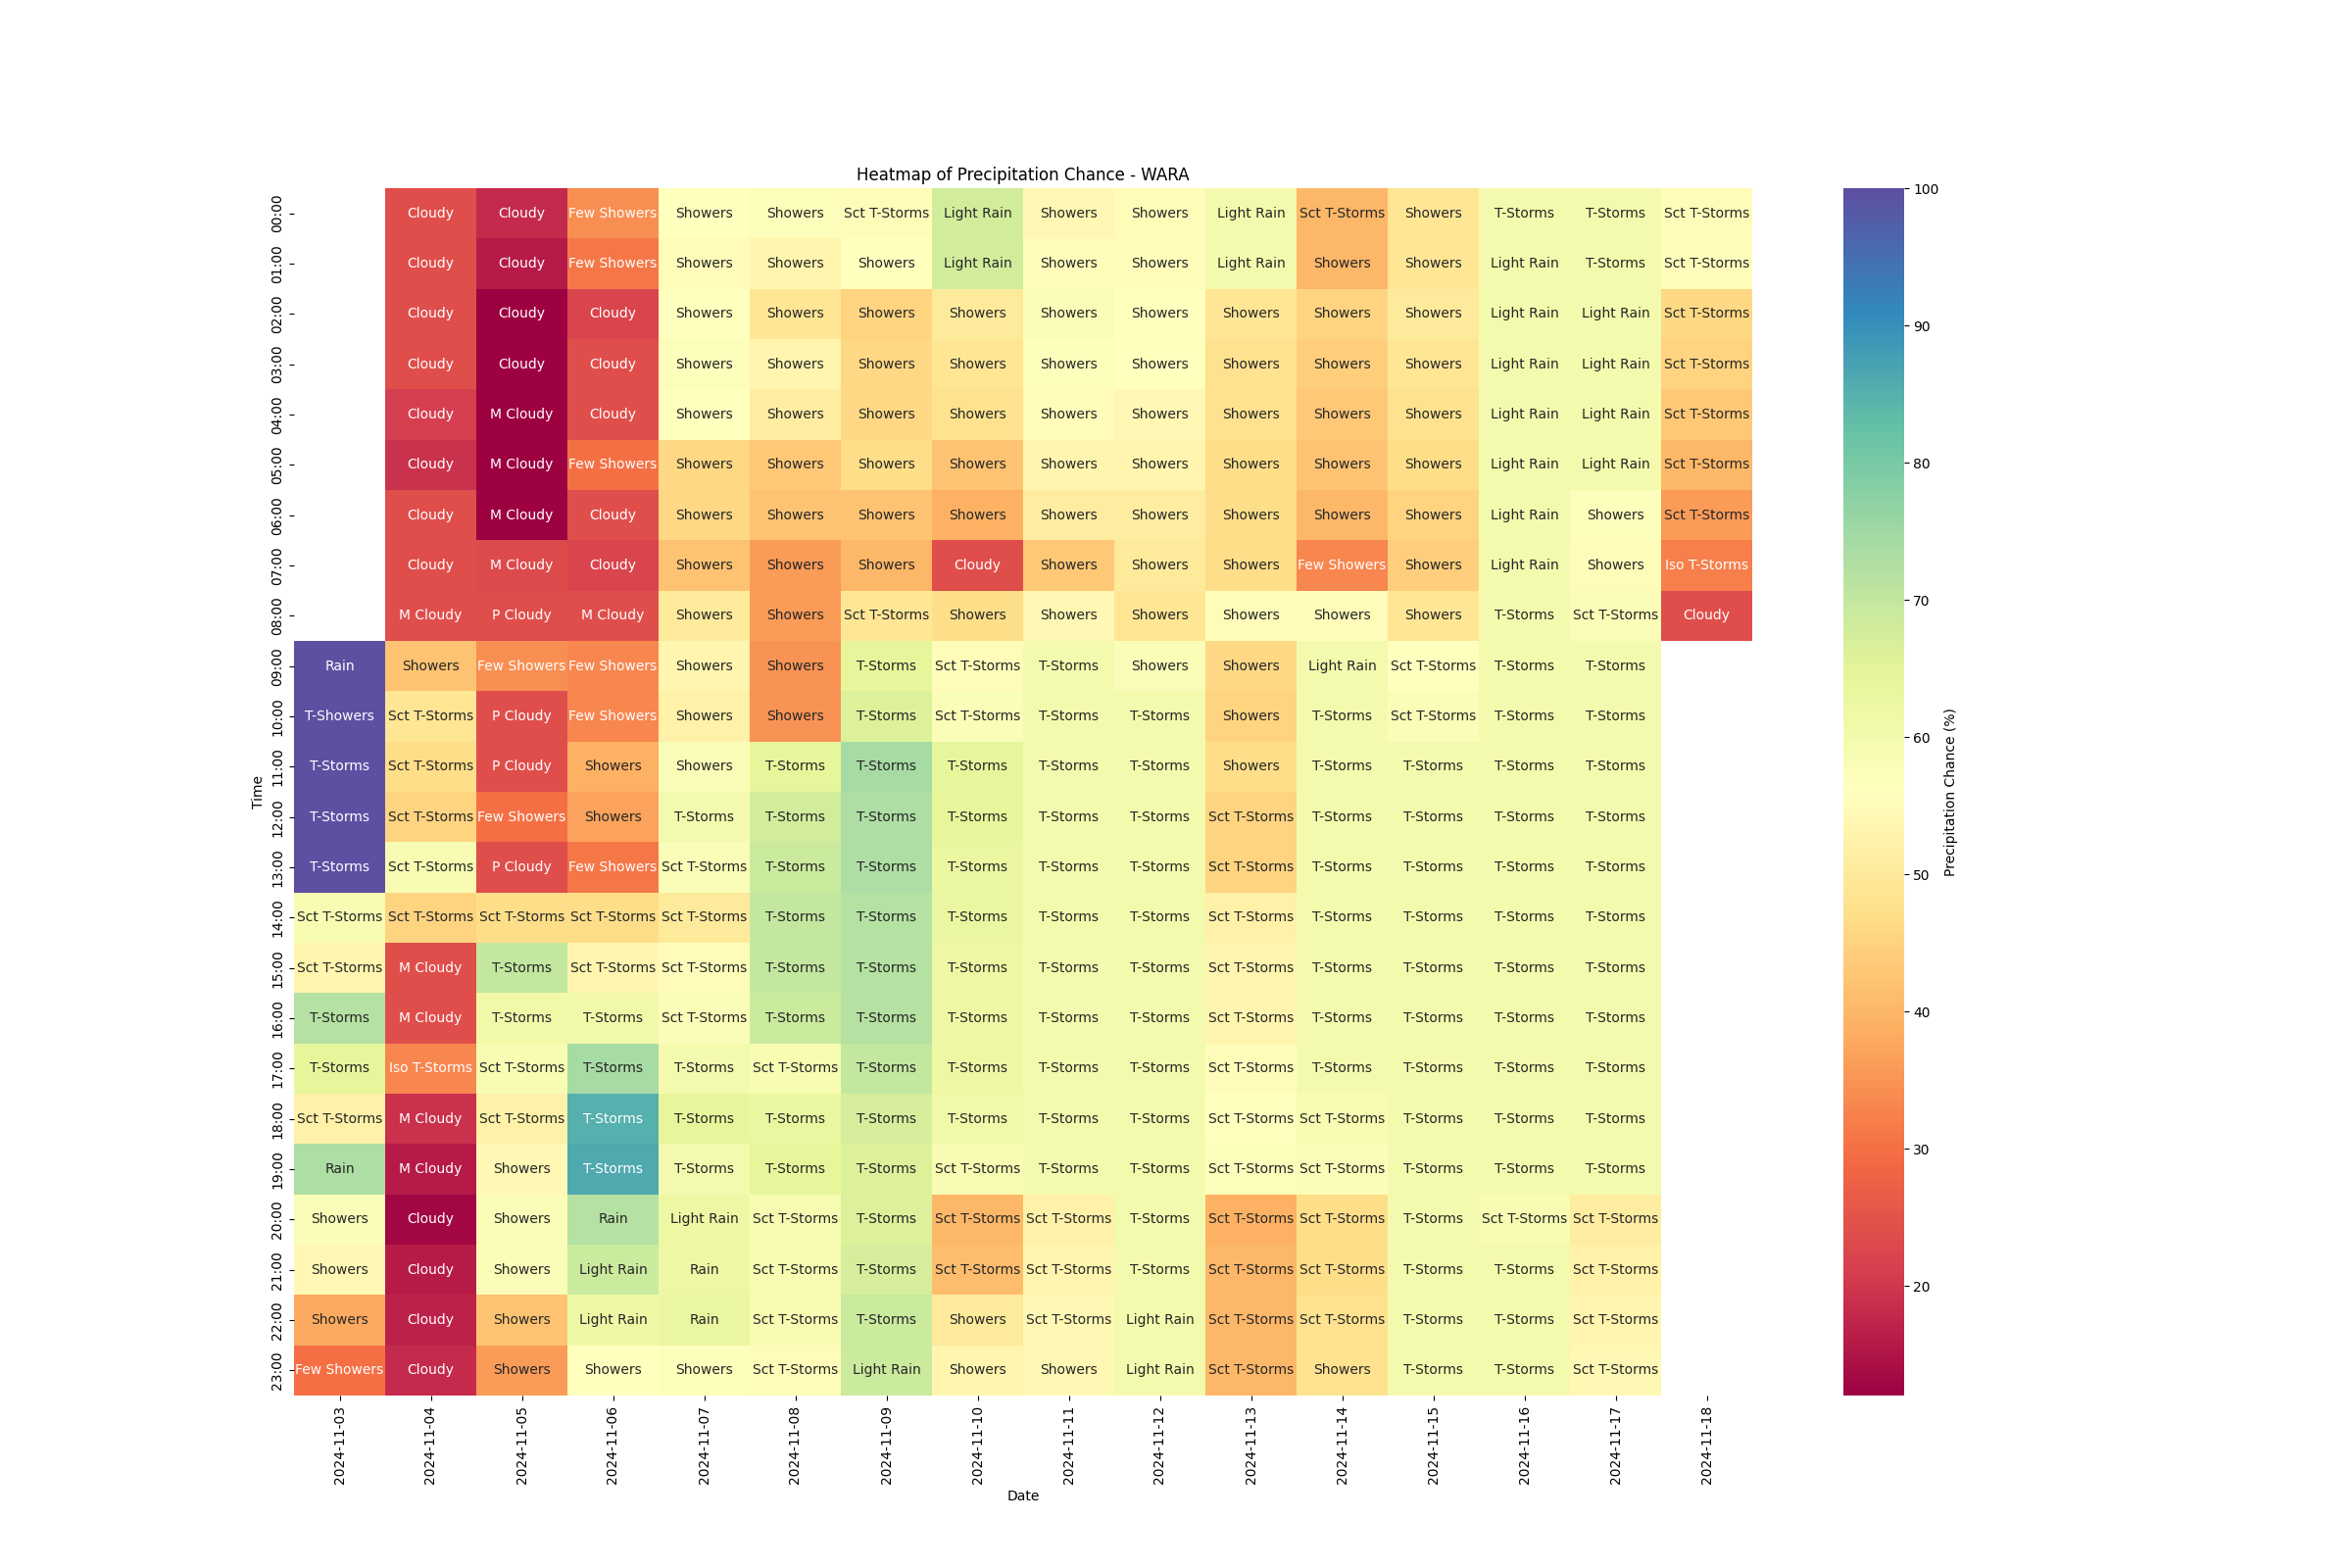 Heatmap of Precipitation Chance - WARA
00:00 Cloudy Cloudy Few Showers Showers Showers Sct T-Storms Light Rain Showers Showers Light Rain Sct T-Storms Showers T-Storms T-Storms Sct T-Storms
01:00 Cloudy Cloudy Few Showers Showers Showers Showers Light Rain Showers Showers Light Rain Showers Showers Light Rain T-Storms Sct T-Storms
02:00 Cloudy Cloudy Cloudy Showers Showers Showers Showers Showers Showers Showers Showers Showers Light Rain Light Rain Sct T-Storms
03:00 Cloudy Cloudy Cloudy Showers Showers Showers Showers Showers Showers Showers Showers Showers Light Rain Light Rain Sct T-Storms
04:00 Cloudy M Cloudy Cloudy Showers Showers Showers Showers Showers Showers Showers Showers Showers Light Rain Light Rain Sct T-Storms
05:00 Cloudy M Cloudy Few Showers Showers Showers Showers Showers Showers Showers Showers Showers Showers Light Rain Light Rain Sct T-Storms
06:00 Cloudy M Cloudy Cloudy Showers Showers Showers Showers Showers Showers Showers Showers Showers Light Rain Showers Sct T-Storms
07:00 Cloudy M Cloudy Cloudy Showers Showers Showers Cloudy Showers Showers Showers Few Showers Showers Light Rain Showers Iso T-Storms
08:00 M Cloudy P Cloudy M Cloudy Showers Showers Sct T-Storms Showers Showers Showers Showers Showers Showers T-Storms Sct T-Storms Cloudy
09:00 Rain Showers Few Showers Few Showers Showers Showers T-Storms Sct T-Storms T-Storms Showers Showers Light Rain Sct T-Storms T-Storms T-Storms
10:00 T-Showers Sct T-Storms P Cloudy Few Showers Showers Showers T-Storms Sct T-Storms T-Storms T-Storms Showers T-Storms Sct T-Storms T-Storms T-Storms
11:00 T-Storms Sct T-Storms P Cloudy Showers Showers T-Storms T-Storms T-Storms T-Storms T-Storms Showers T-Storms T-Storms T-Storms T-Storms
12:00 T-Storms Sct T-Storms Few Showers Showers T-Storms T-Storms T-Storms T-Storms T-Storms T-Storms Sct T-Storms T-Storms T-Storms T-Storms T-Storms
13:00 T-Storms Sct T-Storms P Cloudy Few Showers Sct T-Storms T-Storms T-Storms T-Storms T-Storms T-Storms Sct T-Storms T-Storms T-Storms T-Storms T-Storms
14:00 Sct T-Storms Sct T-Storms Sct T-Storms Sct T-Storms Sct T-Storms T-Storms T-Storms T-Storms T-Storms T-Storms Sct T-Storms T-Storms T-Storms T-Storms T-Storms
15:00 Sct T-Storms M Cloudy T-Storms Sct T-Storms Sct T-Storms T-Storms T-Storms T-Storms T-Storms T-Storms Sct T-Storms T-Storms T-Storms T-Storms T-Storms
16:00 T-Storms M Cloudy T-Storms T-Storms Sct T-Storms T-Storms T-Storms T-Storms T-Storms T-Storms Sct T-Storms T-Storms T-Storms T-Storms T-Storms
17:00 T-Storms Iso T-Storms Sct T-Storms T-Storms T-Storms Sct T-Storms T-Storms T-Storms T-Storms T-Storms Sct T-Storms T-Storms T-Storms T-Storms T-Storms
18:00 Sct T-Storms M Cloudy Sct T-Storms T-Storms T-Storms T-Storms T-Storms T-Storms T-Storms T-Storms Sct T-Storms Sct T-Storms T-Storms T-Storms T-Storms
19:00 Rain M Cloudy Showers T-Storms T-Storms T-Storms T-Storms Sct T-Storms T-Storms T-Storms Sct T-Storms Sct T-Storms T-Storms T-Storms T-Storms
20:00 Showers Cloudy Showers Rain Light Rain Sct T-Storms T-Storms Sct T-Storms Sct T-Storms T-Storms Sct T-Storms Sct T-Storms T-Storms Sct T-Storms Sct T-Storms
21:00 Showers Cloudy Showers Light Rain Rain Sct T-Storms T-Storms Sct T-Storms Sct T-Storms T-Storms Sct T-Storms Sct T-Storms T-Storms T-Storms Sct T-Storms
22:00 Showers Cloudy Showers Light Rain Rain Sct T-Storms T-Storms Showers Sct T-Storms Light Rain Sct T-Storms Sct T-Storms T-Storms T-Storms Sct T-Storms
23:00 Few Showers Cloudy Showers Showers Showers Sct T-Storms Light Rain Showers Showers Light Rain Sct T-Storms Showers T-Storms T-Storms Sct T-Storms
Time
2024-11-03 2024-11-04 2024-11-05 2024-11-06 2024-11-07 2024-11-08 2024-11-09 2024-11-10 2024-11-11 2024-11-12 2024-11-13 2024-11-14 2024-11-15 2024-11-16 2024-11-17 2024-11-18
Date
100
90
80
70
60
50
40
30
20
Precipitation Chance (%)